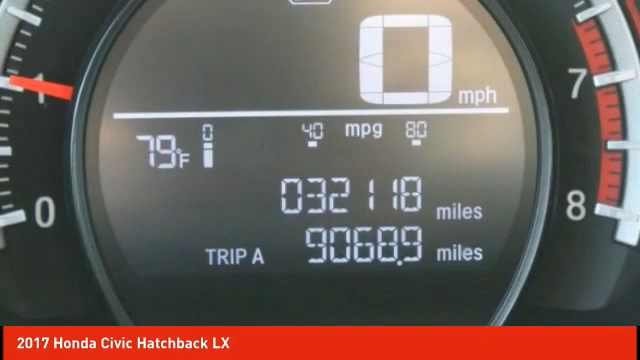 0 mph
1 7
79°F 0 40 mpg 80
032118 miles
0 8
TRIP A 9068.9 miles
2017 Honda Civic Hatchback LX